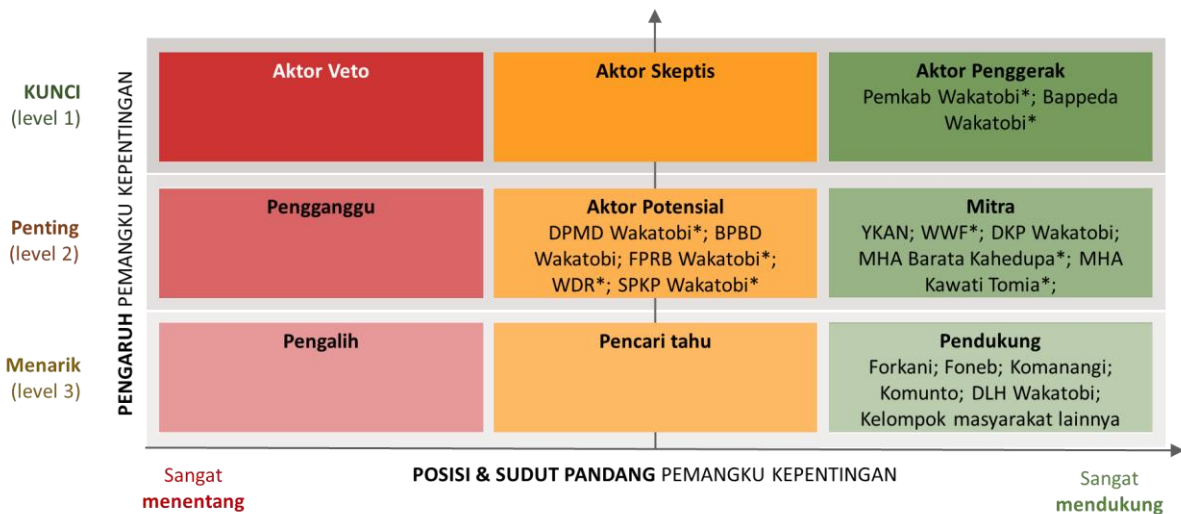 PENGARUH PEMANGKU KEPENTINGAN
KUNCI
(level 1)
Aktor Veto
Aktor Skeptis
Aktor Penggerak
Pemkab Wakatobi*; Bappeda
Wakatobi*
Penting
(level 2)
Pengganggu
Aktor Potensial
DPMD Wakatobi*; BPBD
Wakatobi; FPRB Wakatobi*;
WDR*; SPKP Wakatobi*
Mitra
YKAN; WWF*; DKP Wakatobi;
MHA Barata Kahedupa*; MHA
Kawati Tomia*;
Menarik
(level 3)
Pengalih
Pencari tahu
Pendukung
Forkani; Foneb; Komanangi;
Komunto; DLH Wakatobi;
Kelompok masyarakat lainnya
Sangat
menentang
POSISI & SUDUT PANDANG PEMANGKU KEPENTINGAN
Sangat
mendukung